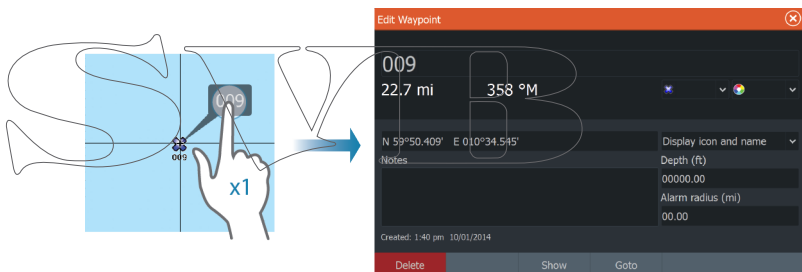 009
009
x1
Edit Waypoint
009
22.7 mi 358 °M
N 59°50.409' E 010°34.545' Display icon and name
Notes Depth (ft)
00000.00
Alarm radius (mi)
00.00
Created: 1:40 pm 10/01/2014
Delete Show Goto